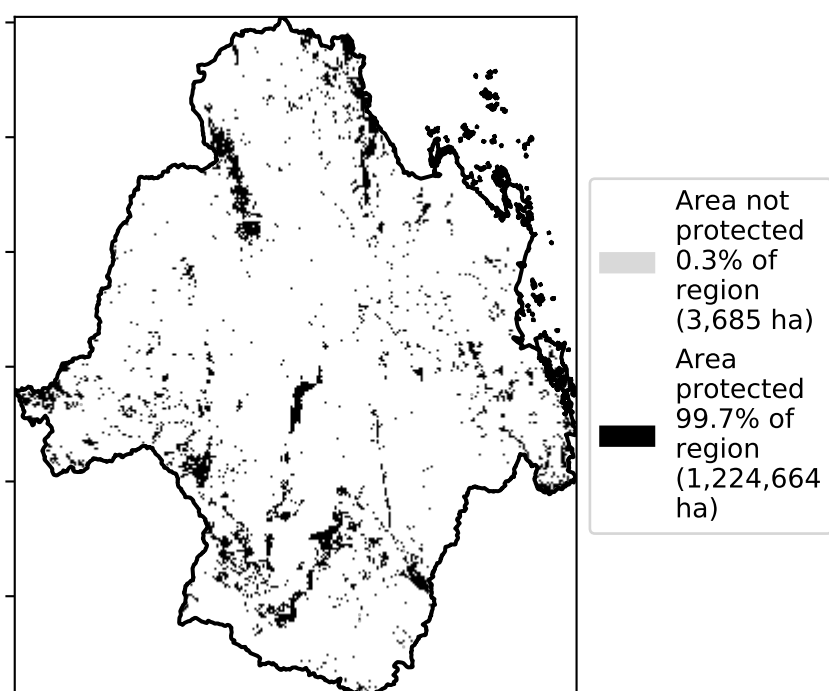 Area not
protected
0.3% of
region
(3,685 ha)
Area
protected
99.7% of
region
(1,224,664
ha)